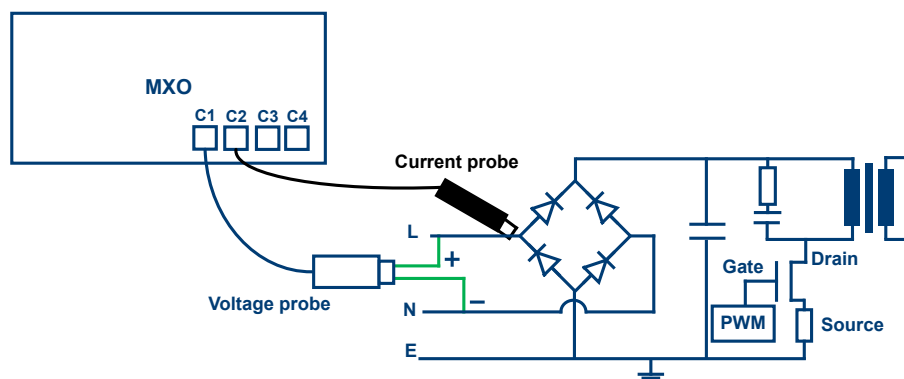 MXO
C1 C2 C3 C4
Current probe
L
+
Voltage probe
−
N
E
Gate
Drain
PWM
Source